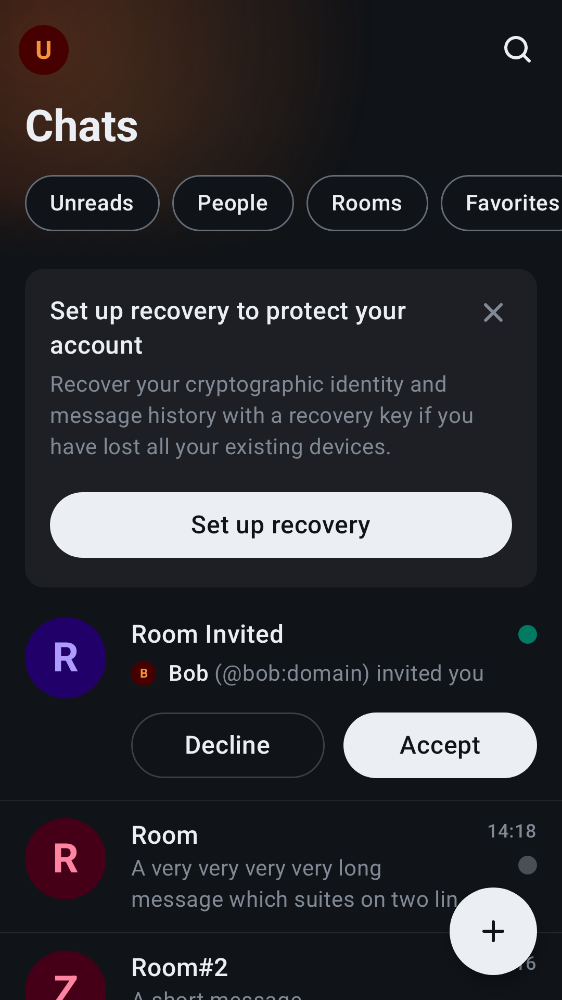 U
Chats
Unreads
People
Rooms
Favorites
Set up recovery to protect your
account
Recover your cryptographic identity and
message history with a recovery key if you
have lost all your existing devices.
Set up recovery
R
Room Invited
B
Bob (@bob:domain) invited you
Decline
Accept
R
Room
14:18
A very very very very long
message which suites on two lin
Z
Room#2
A short message